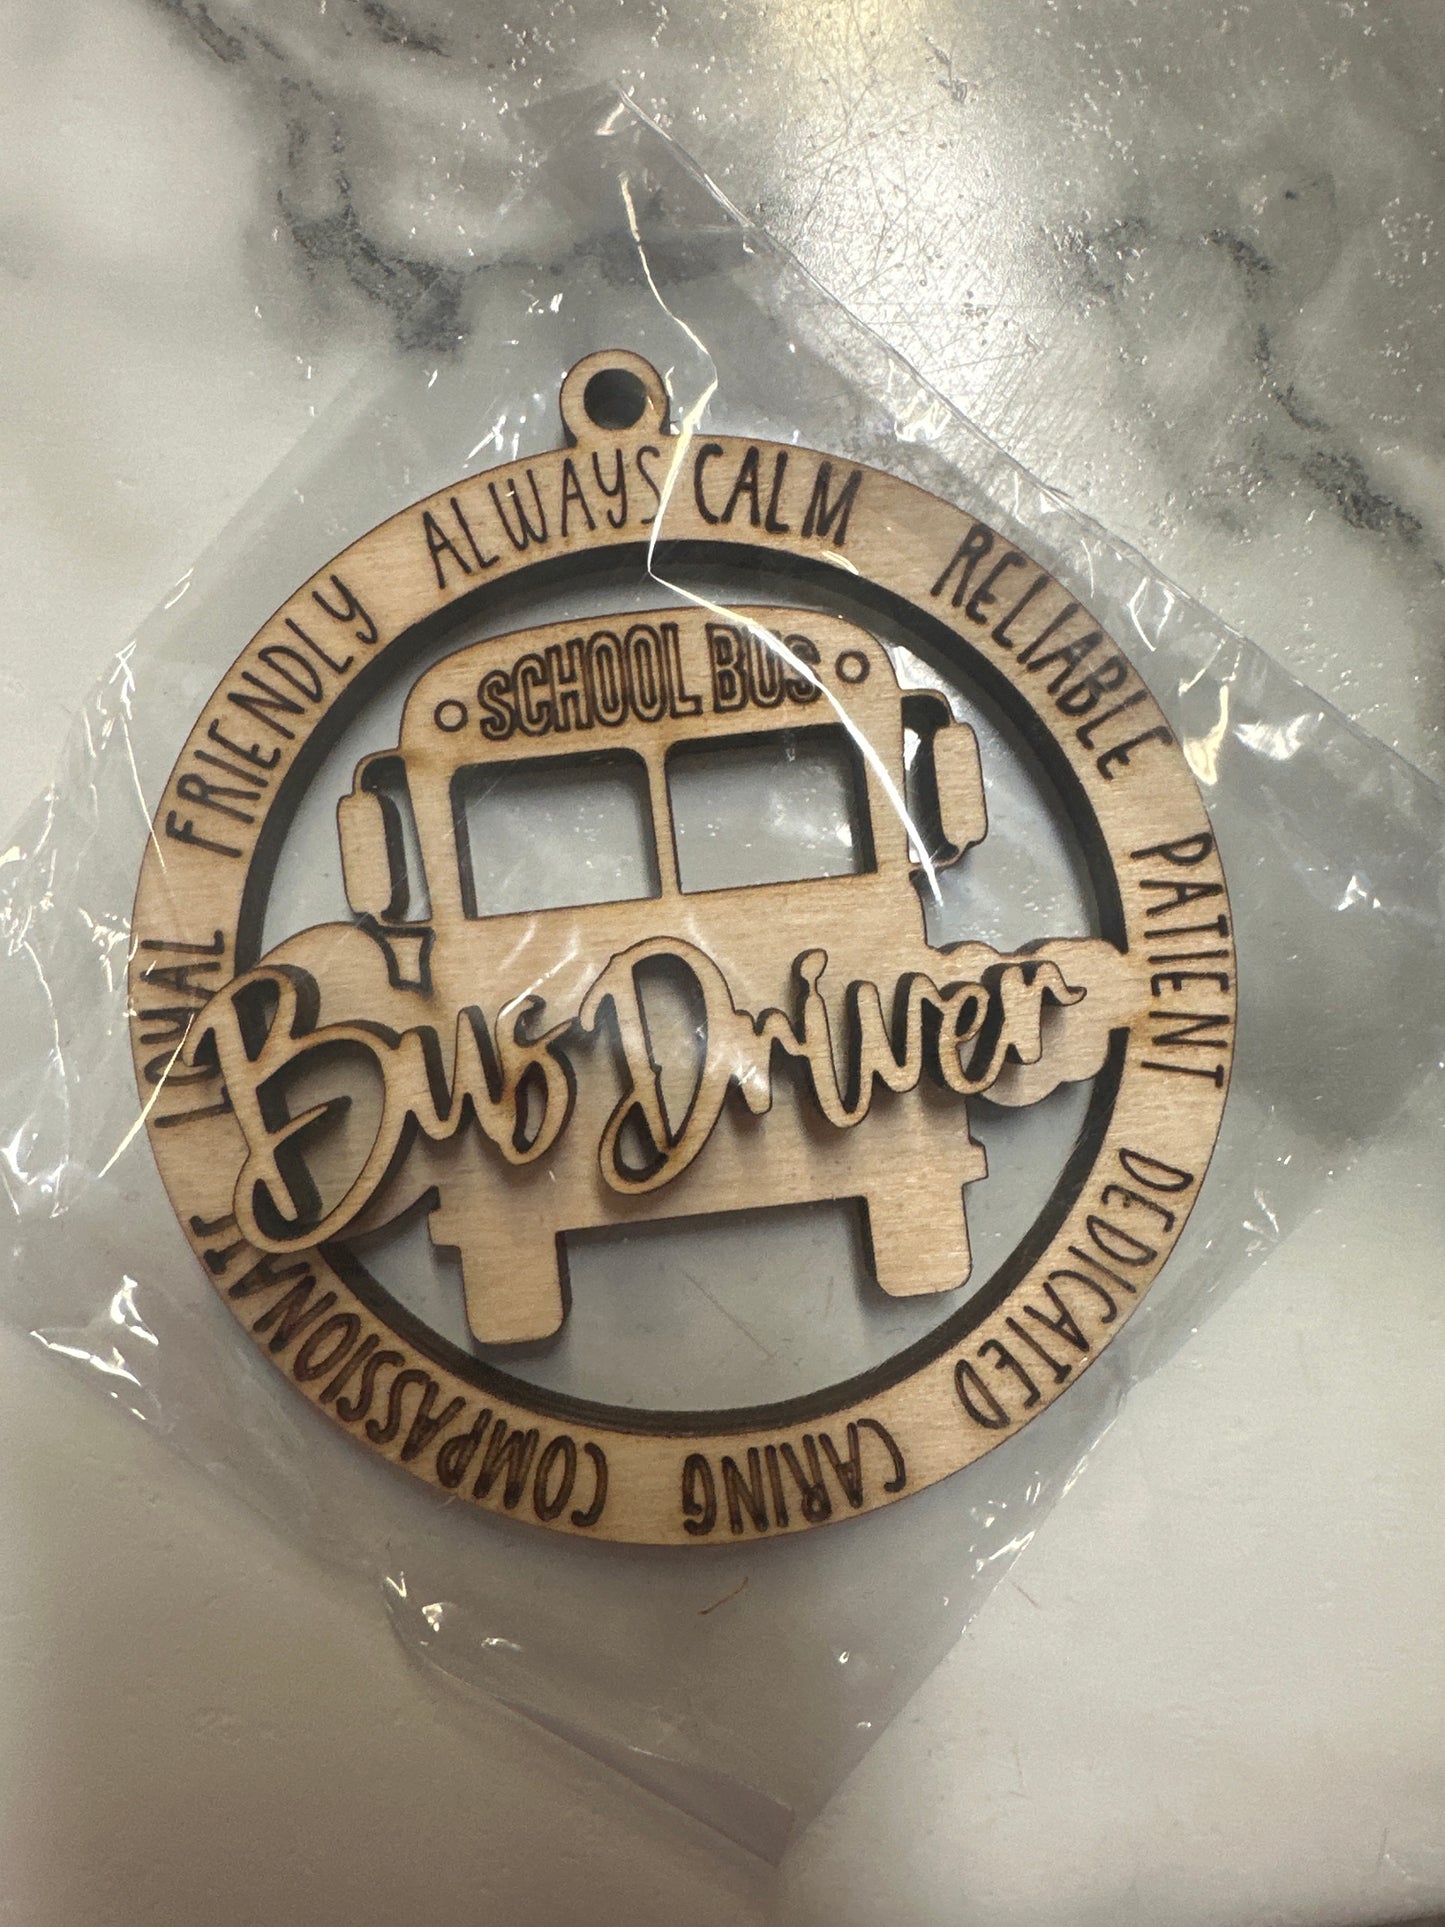 ALWAYS CALM
RELIABLE
PATIENT
DEDICATED
CARING
COMPASSIONATE
LOYAL
FRIENDLY
SCHOOL BUS
Bus Driver